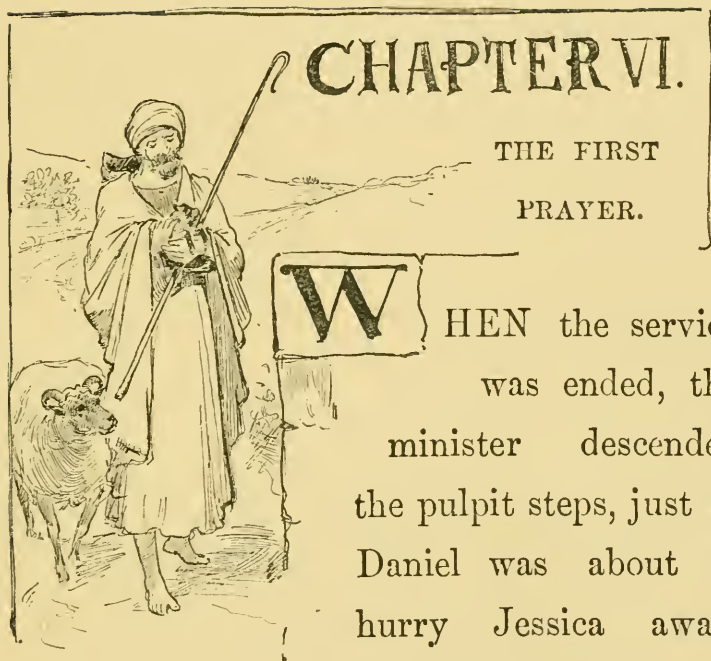 CHAPTER VI.
THE FIRST
PRAYER.
WHEN the servic
was ended, th
minister descende
the pulpit steps, just
Daniel was about
hurry Jessica awa